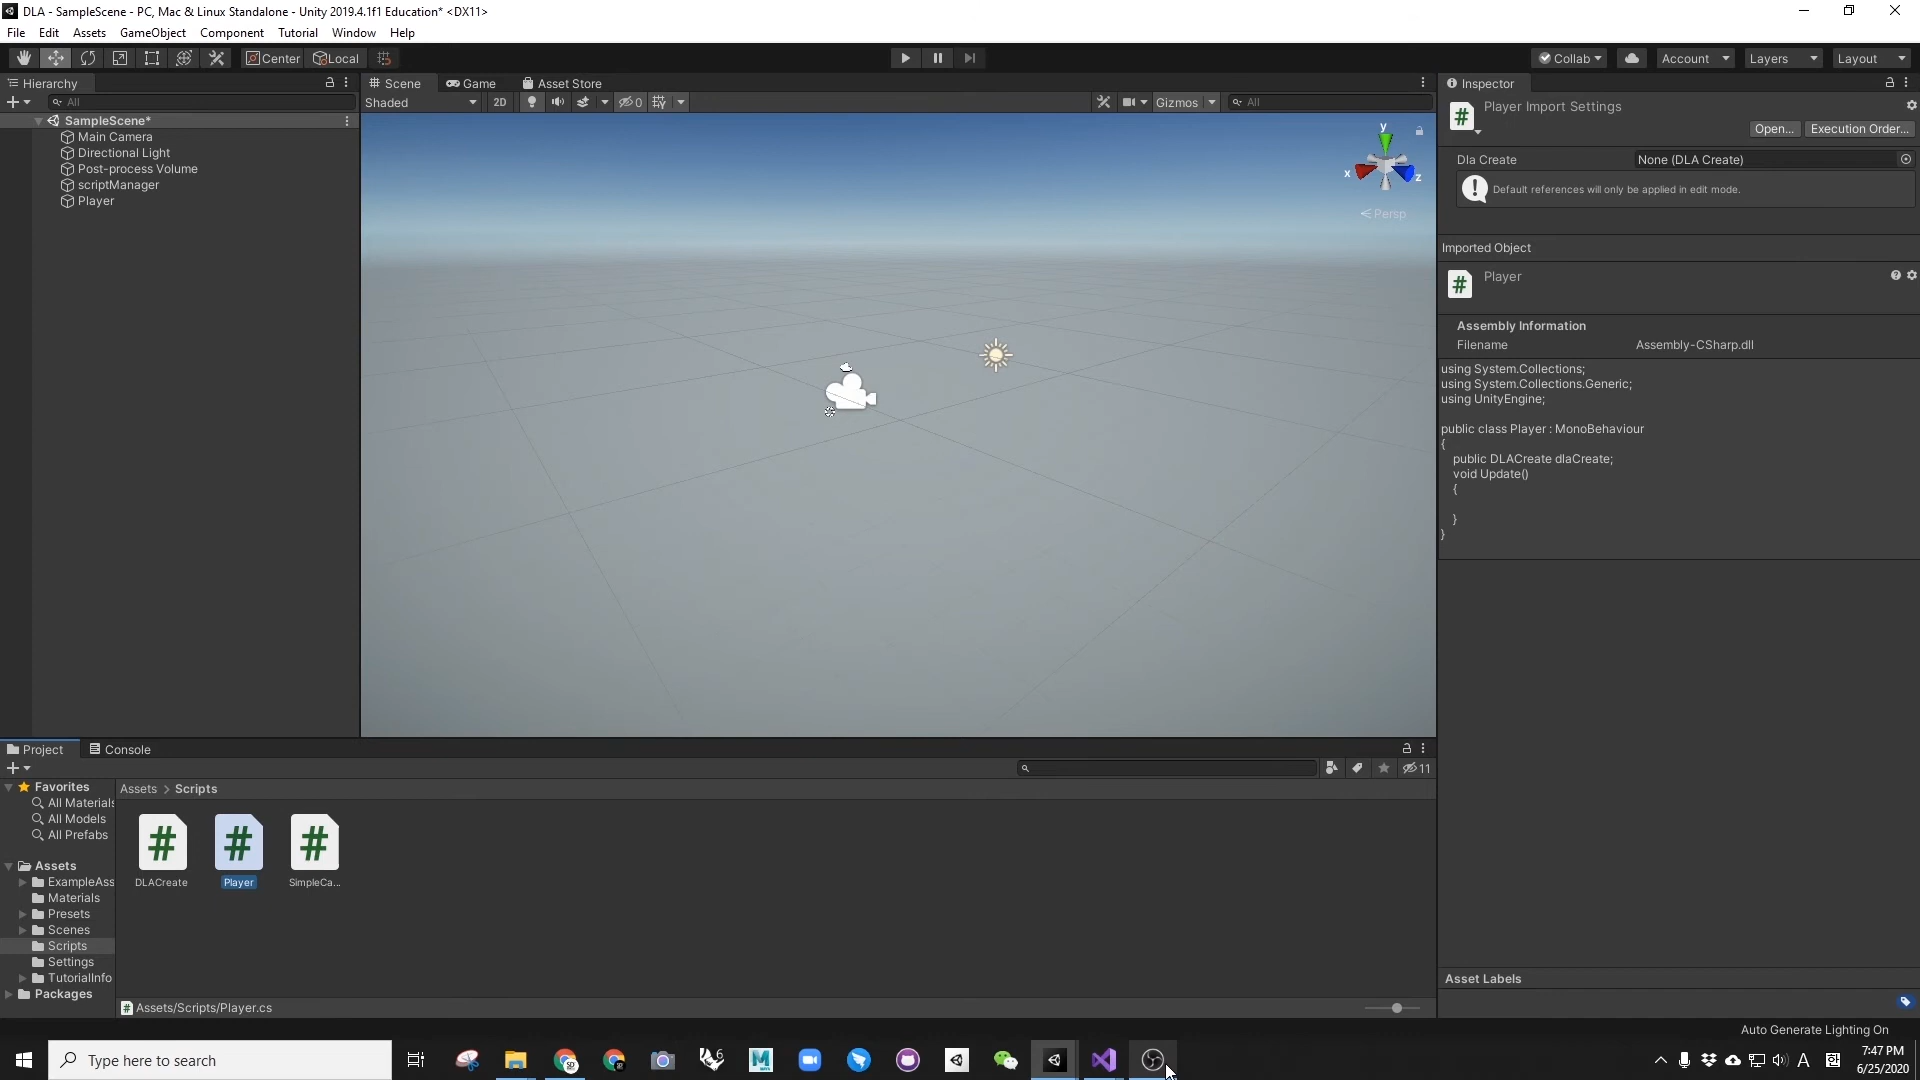 DLA - SampleScene - PC, Mac & Linux Standalone - Unity 2019.4.1f1 Education* <DX11>
File Edit Assets GameObject Component Tutorial Window Help
Center Local Collab Account Layers Layout
Hierarchy
All
SampleScene*
Main Camera
Directional Light
Post-process Volume
scriptManager
Player
Scene Game Asset Store
Shaded 2D 0 Gizmos All
y
x
z
Persp
Inspector
Player Import Settings
Open... Execution Order...
Dla Create None (DLA Create)
Default references will only be applied in edit mode.
Imported Object
Player
Assembly Information
Filename Assembly-CSharp.dll
using System.Collections;
using System.Collections.Generic;
using UnityEngine;
public class Player : MonoBehaviour
{
public DLACreate dlaCreate;
void Update()
{
}
}
Asset Labels
Project Console
11
Favorites
All Materials
All Models
All Prefabs
Assets
ExampleAss
Materials
Presets
Scenes
Scripts
Settings
TutorialInfo
Packages
Assets > Scripts
DLACreate Player SimpleCa...
Assets/Scripts/Player.cs
Auto Generate Lighting On
Type here to search
7:47 PM
6/25/2020